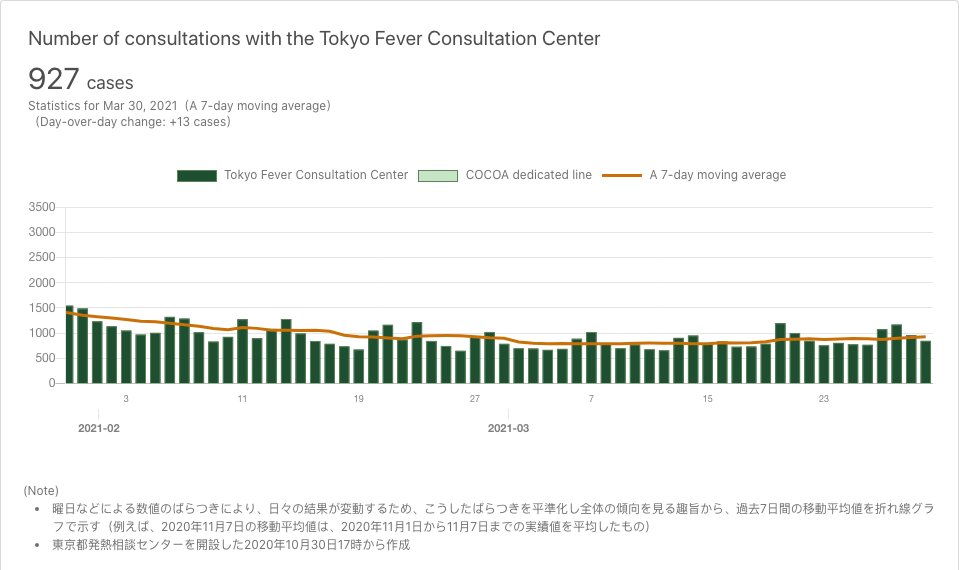 Number of consultations with the Tokyo Fever Consultation Center
927 cases
Statistics for Mar 30, 2021（A 7-day moving average）
（Day-over-day change: +13 cases）
Tokyo Fever Consultation Center COCOA dedicated line A 7-day moving average
3500
3000
2500
2000
1500
1000
500
0
3 11 19 27 7 15 23
2021-02 2021-03
(Note)
• 曜日などによる数値のばらつきにより、日々の結果が変動するため、こうしたばらつきを平準化し全体の傾向を見る趣旨から、過去7日間の移動平均値を折れ線グラ
フで示す（例えば、2020年11月7日の移動平均値は、2020年11月1日から11月7日までの実績値を平均したもの）
• 東京都発熱相談センターを開設した2020年10月30日17時から作成